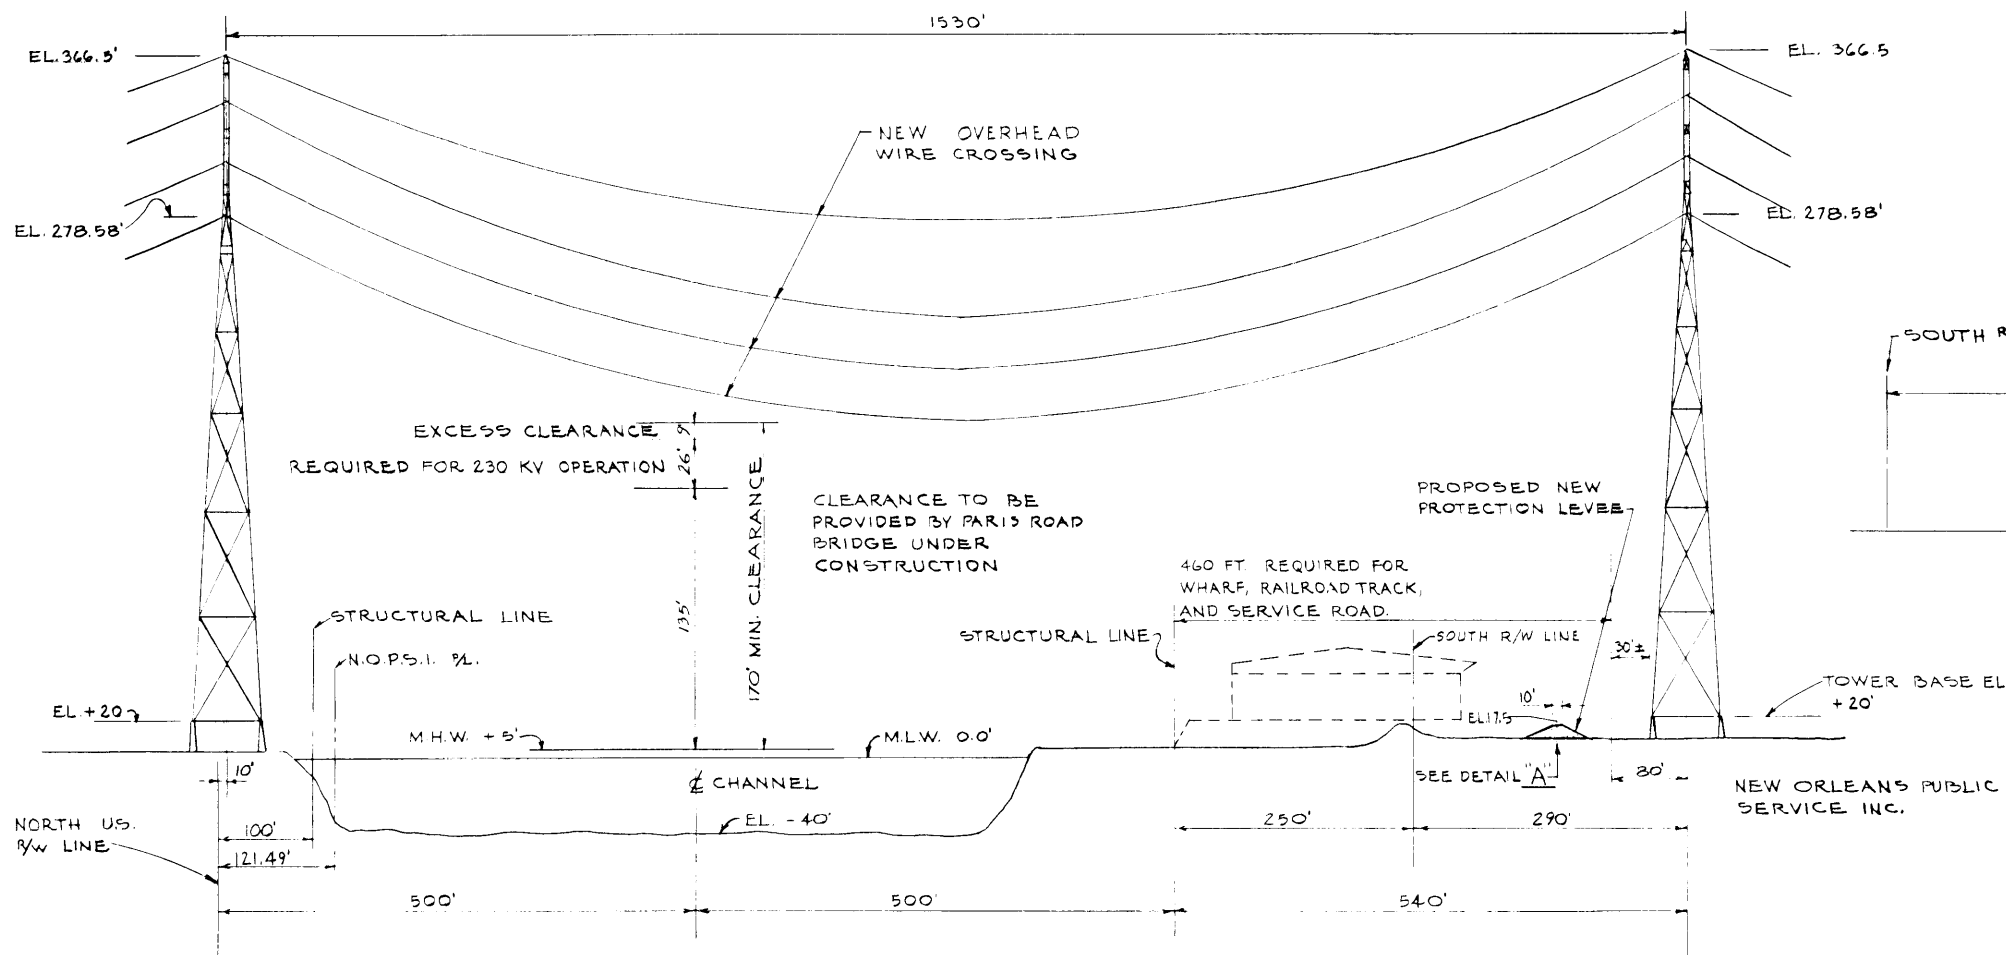 1530'
EL. 366.5'
EL. 366.5
NEW OVERHEAD
WIRE CROSSING
EL. 278.58'
EL. 278.58'
SOUTH R
EXCESS CLEARANCE
9'
REQUIRED FOR 230 KV OPERATION
26'
170' MIN. CLEARANCE
135'
CLEARANCE TO BE
PROVIDED BY PARIS ROAD
BRIDGE UNDER
CONSTRUCTION
PROPOSED NEW
PROTECTION LEVEE
460 FT. REQUIRED FOR
WHARF, RAILROAD TRACK,
AND SERVICE ROAD.
STRUCTURAL LINE
STRUCTURAL LINE
SOUTH R/W LINE
N.O.P.S.I. P/L.
30'±
TOWER BASE EL
+20'
10'
EL.17.5
EL. +20
M.H.W. +5'
M.L.W. 0.0'
10'
℄ CHANNEL
SEE DETAIL "A"
80'
NEW ORLEANS PUBLIC
SERVICE INC.
NORTH U.S.
R/W LINE
100'
EL. -40'
250'
290'
121.49'
500'
500'
540'